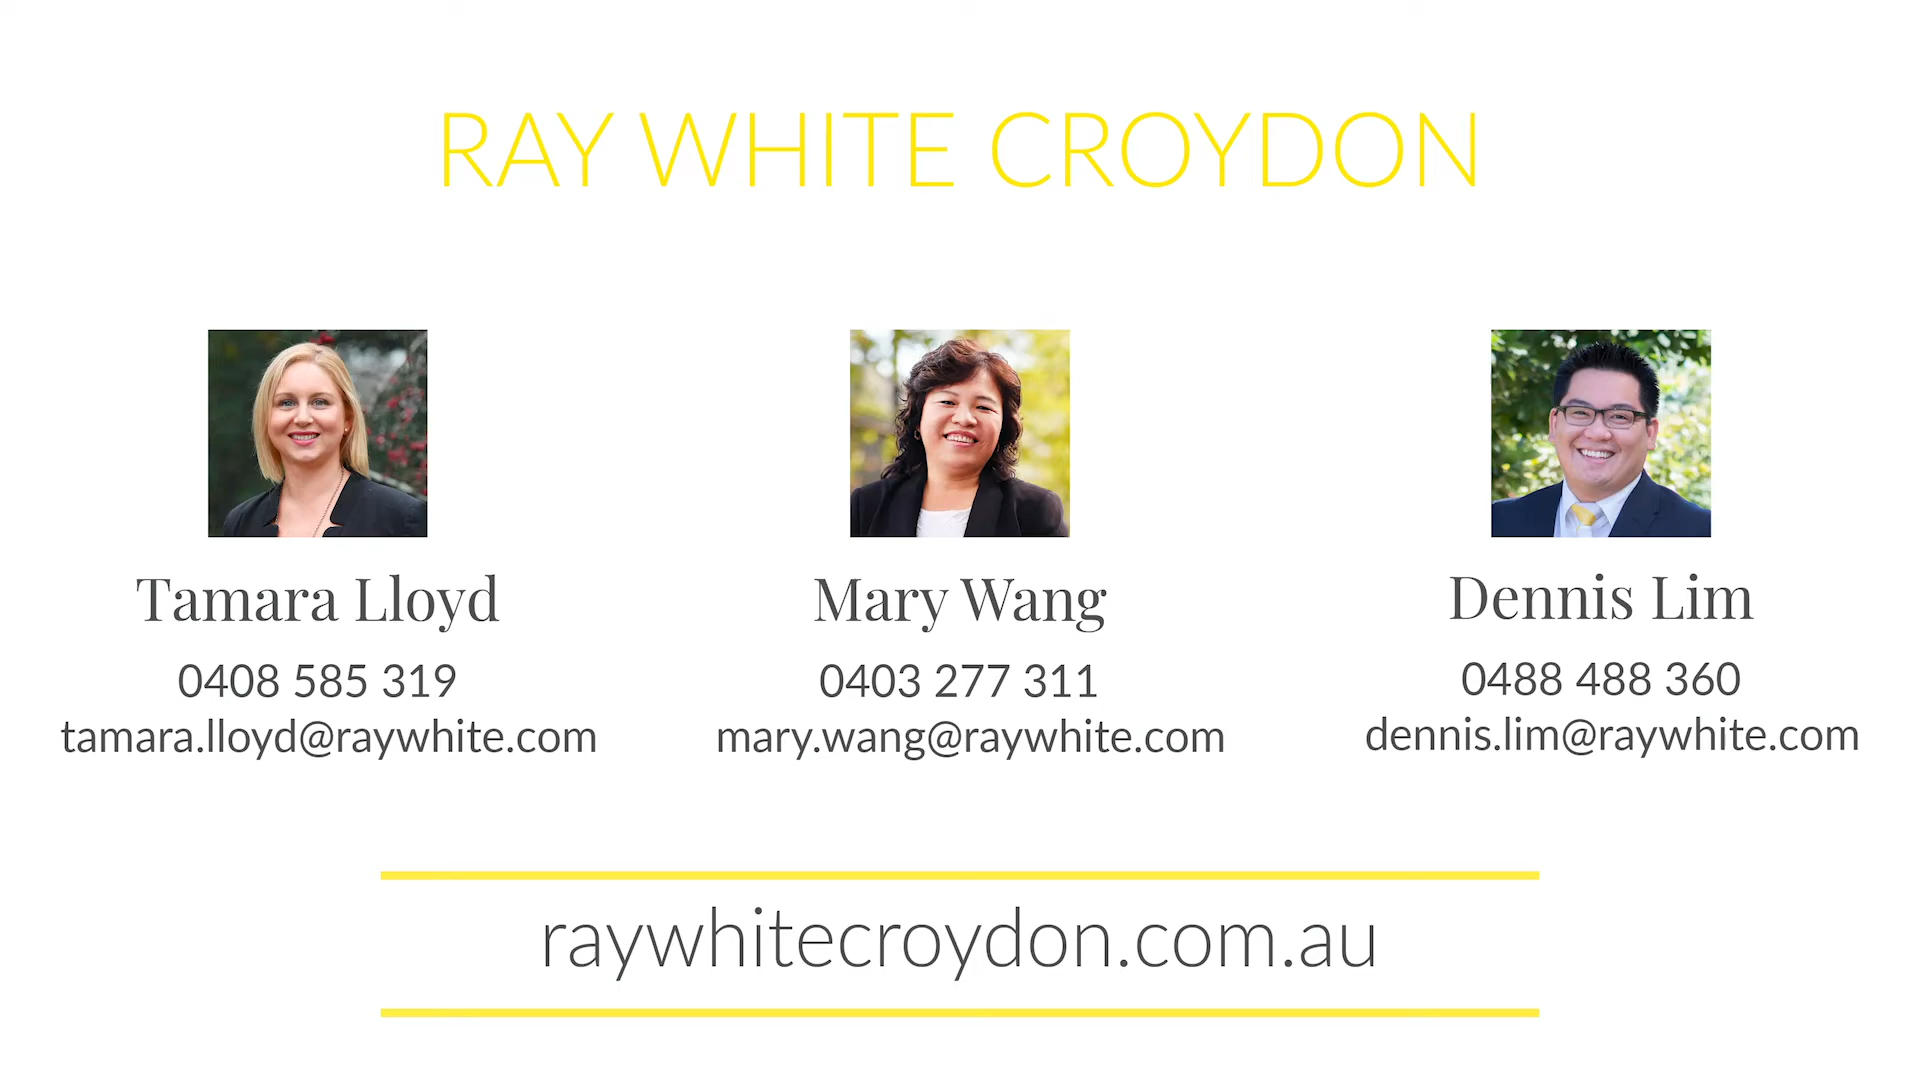 RAY WHITE CROYDON
Tamara Lloyd
0408 585 319
tamara.lloyd@raywhite.com
Mary Wang
0403 277 311
mary.wang@raywhite.com
Dennis Lim
0488 488 360
dennis.lim@raywhite.com
raywhitecroydon.com.au